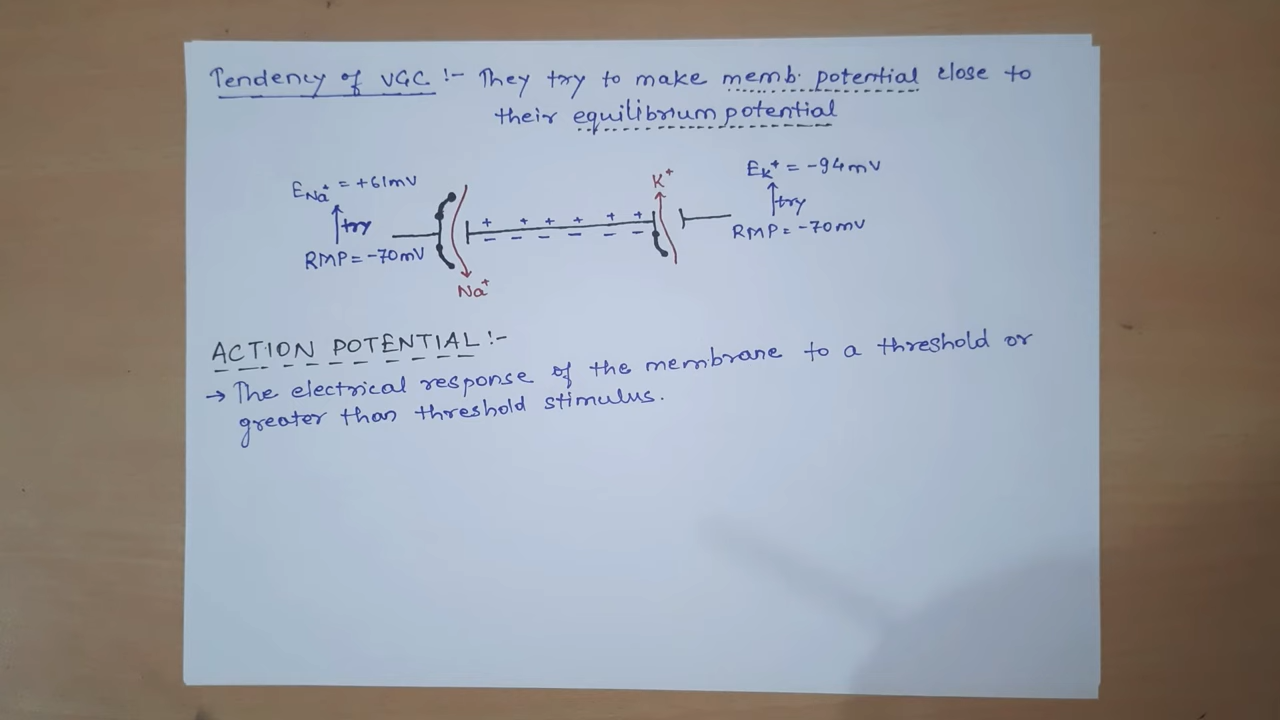 Tendency of VGC :- They try to make memb. potential close to
their equilibrium potential
E Na+ = +61mV
try
RMP = -70mV
+ + + + + +
- - - - - -
Na+
K+
E K+ = -94mV
try
RMP = -70mV
ACTION POTENTIAL :-
→ The electrical response of the membrane to a threshold or
greater than threshold stimulus.